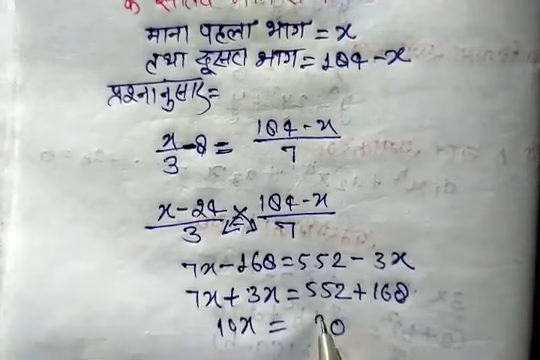 के
माना पहला भाग = x
तथा दूसरा भाग = 184 - x
प्रश्नानुसार =
x/3 - 8 = 184 - x/7
x - 24/3 = 184 - x/7
7x - 168 = 552 - 3x
7x + 3x = 552 + 168
10x =